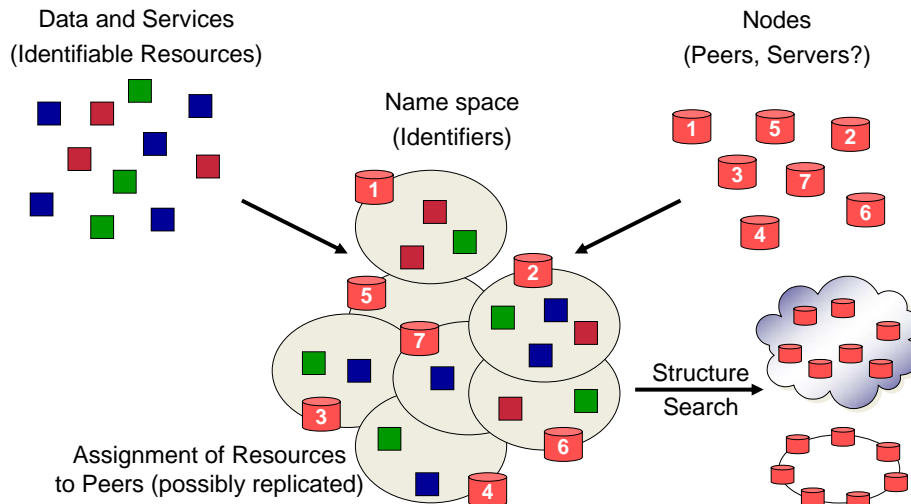 Data and Services
(Identifiable Resources)
Nodes
(Peers, Servers?)
Name space
(Identifiers)
1
5
2
3
7
6
4
1
2
5
7
3
6
4
Structure
Search
Assignment of Resources
to Peers (possibly replicated)